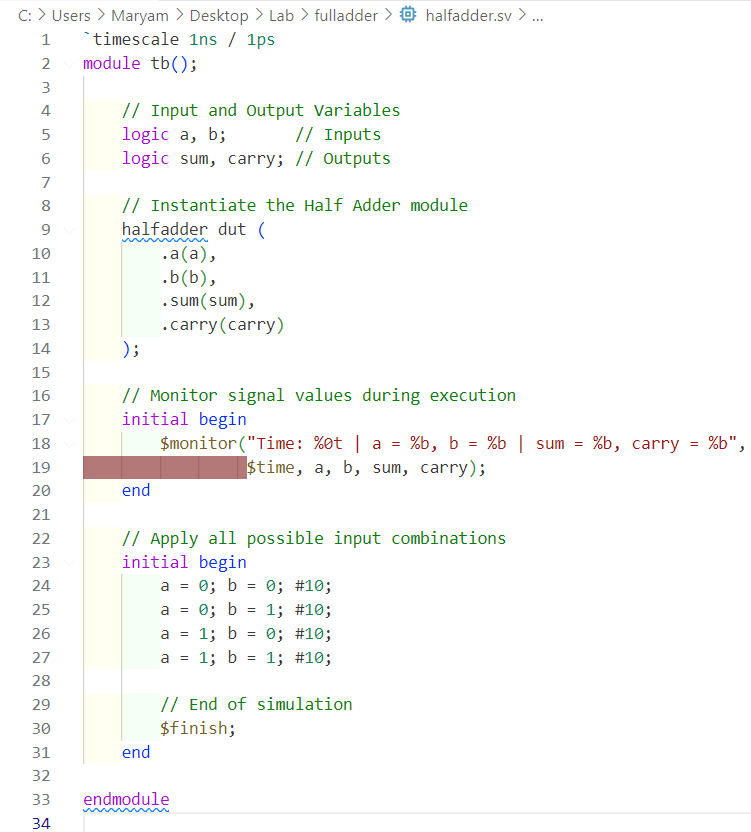 C: > Users > Maryam > Desktop > Lab > fulladder > halfadder.sv > ...
1 `timescale 1ns / 1ps
2 module tb();
3
4     // Input and Output Variables
5     logic a, b;       // Inputs
6     logic sum, carry; // Outputs
7
8     // Instantiate the Half Adder module
9     halfadder dut (
10         .a(a),
11         .b(b),
12         .sum(sum),
13         .carry(carry)
14     );
15
16     // Monitor signal values during execution
17     initial begin
18         $monitor("Time: %0t | a = %b, b = %b | sum = %b, carry = %b",
19                  $time, a, b, sum, carry);
20     end
21
22     // Apply all possible input combinations
23     initial begin
24         a = 0; b = 0; #10;
25         a = 0; b = 1; #10;
26         a = 1; b = 0; #10;
27         a = 1; b = 1; #10;
28
29         // End of simulation
30         $finish;
31     end
32
33 endmodule
34